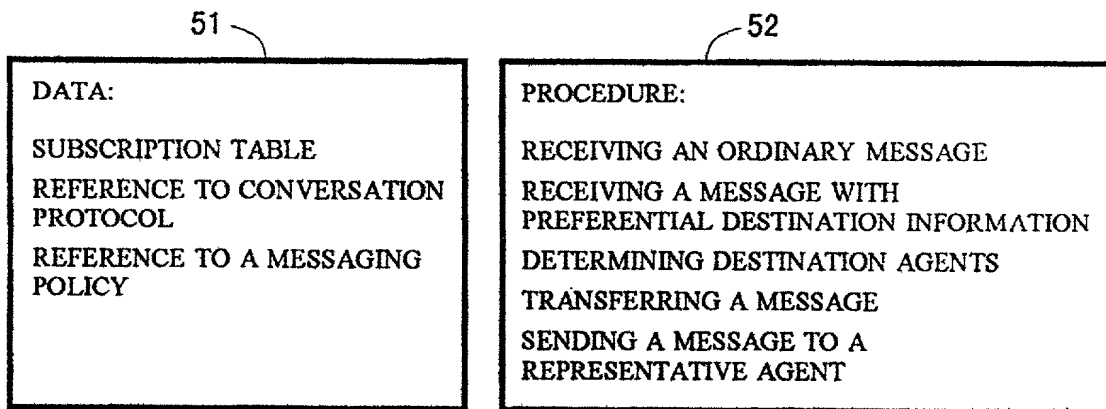 51
52
DATA:
SUBSCRIPTION TABLE
REFERENCE TO CONVERSATION
PROTOCOL
REFERENCE TO A MESSAGING
POLICY
PROCEDURE:
RECEIVING AN ORDINARY MESSAGE
RECEIVING A MESSAGE WITH
PREFERENTIAL DESTINATION INFORMATION
DETERMINING DESTINATION AGENTS
TRANSFERRING A MESSAGE
SENDING A MESSAGE TO A
REPRESENTATIVE AGENT